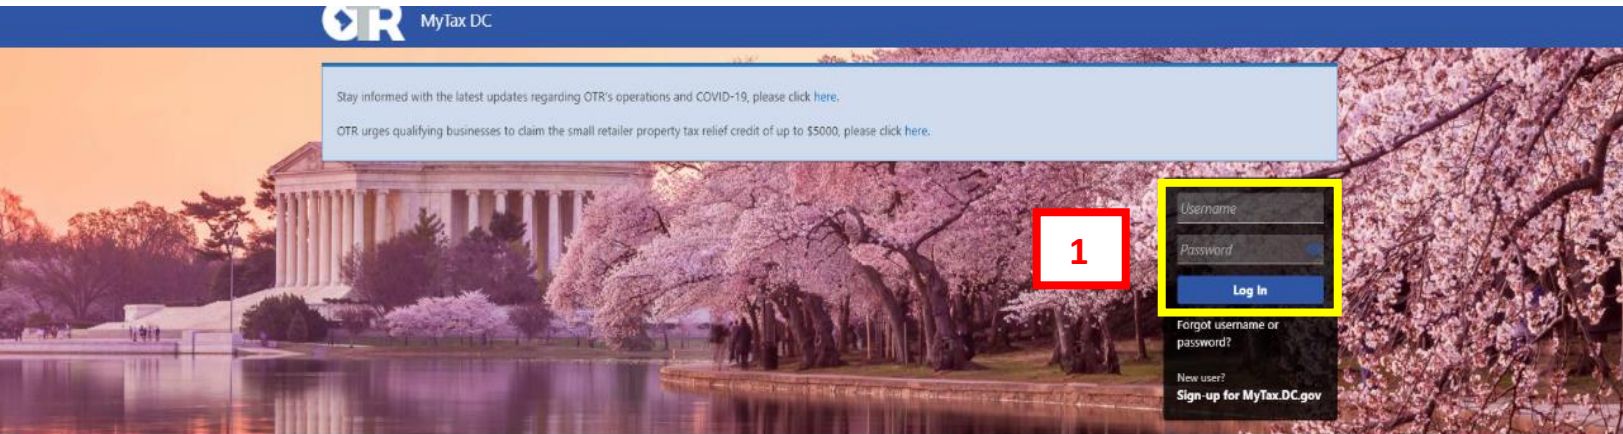 OTR MyTax DC
Stay informed with the latest updates regarding OTR's operations and COVID-19, please click here.
OTR urges qualifying businesses to claim the small retailer property tax relief credit of up to $5000, please click here.
Username
1
Password
Log In
Forgot username or
password?
New user?
Sign-up for MyTax.DC.gov